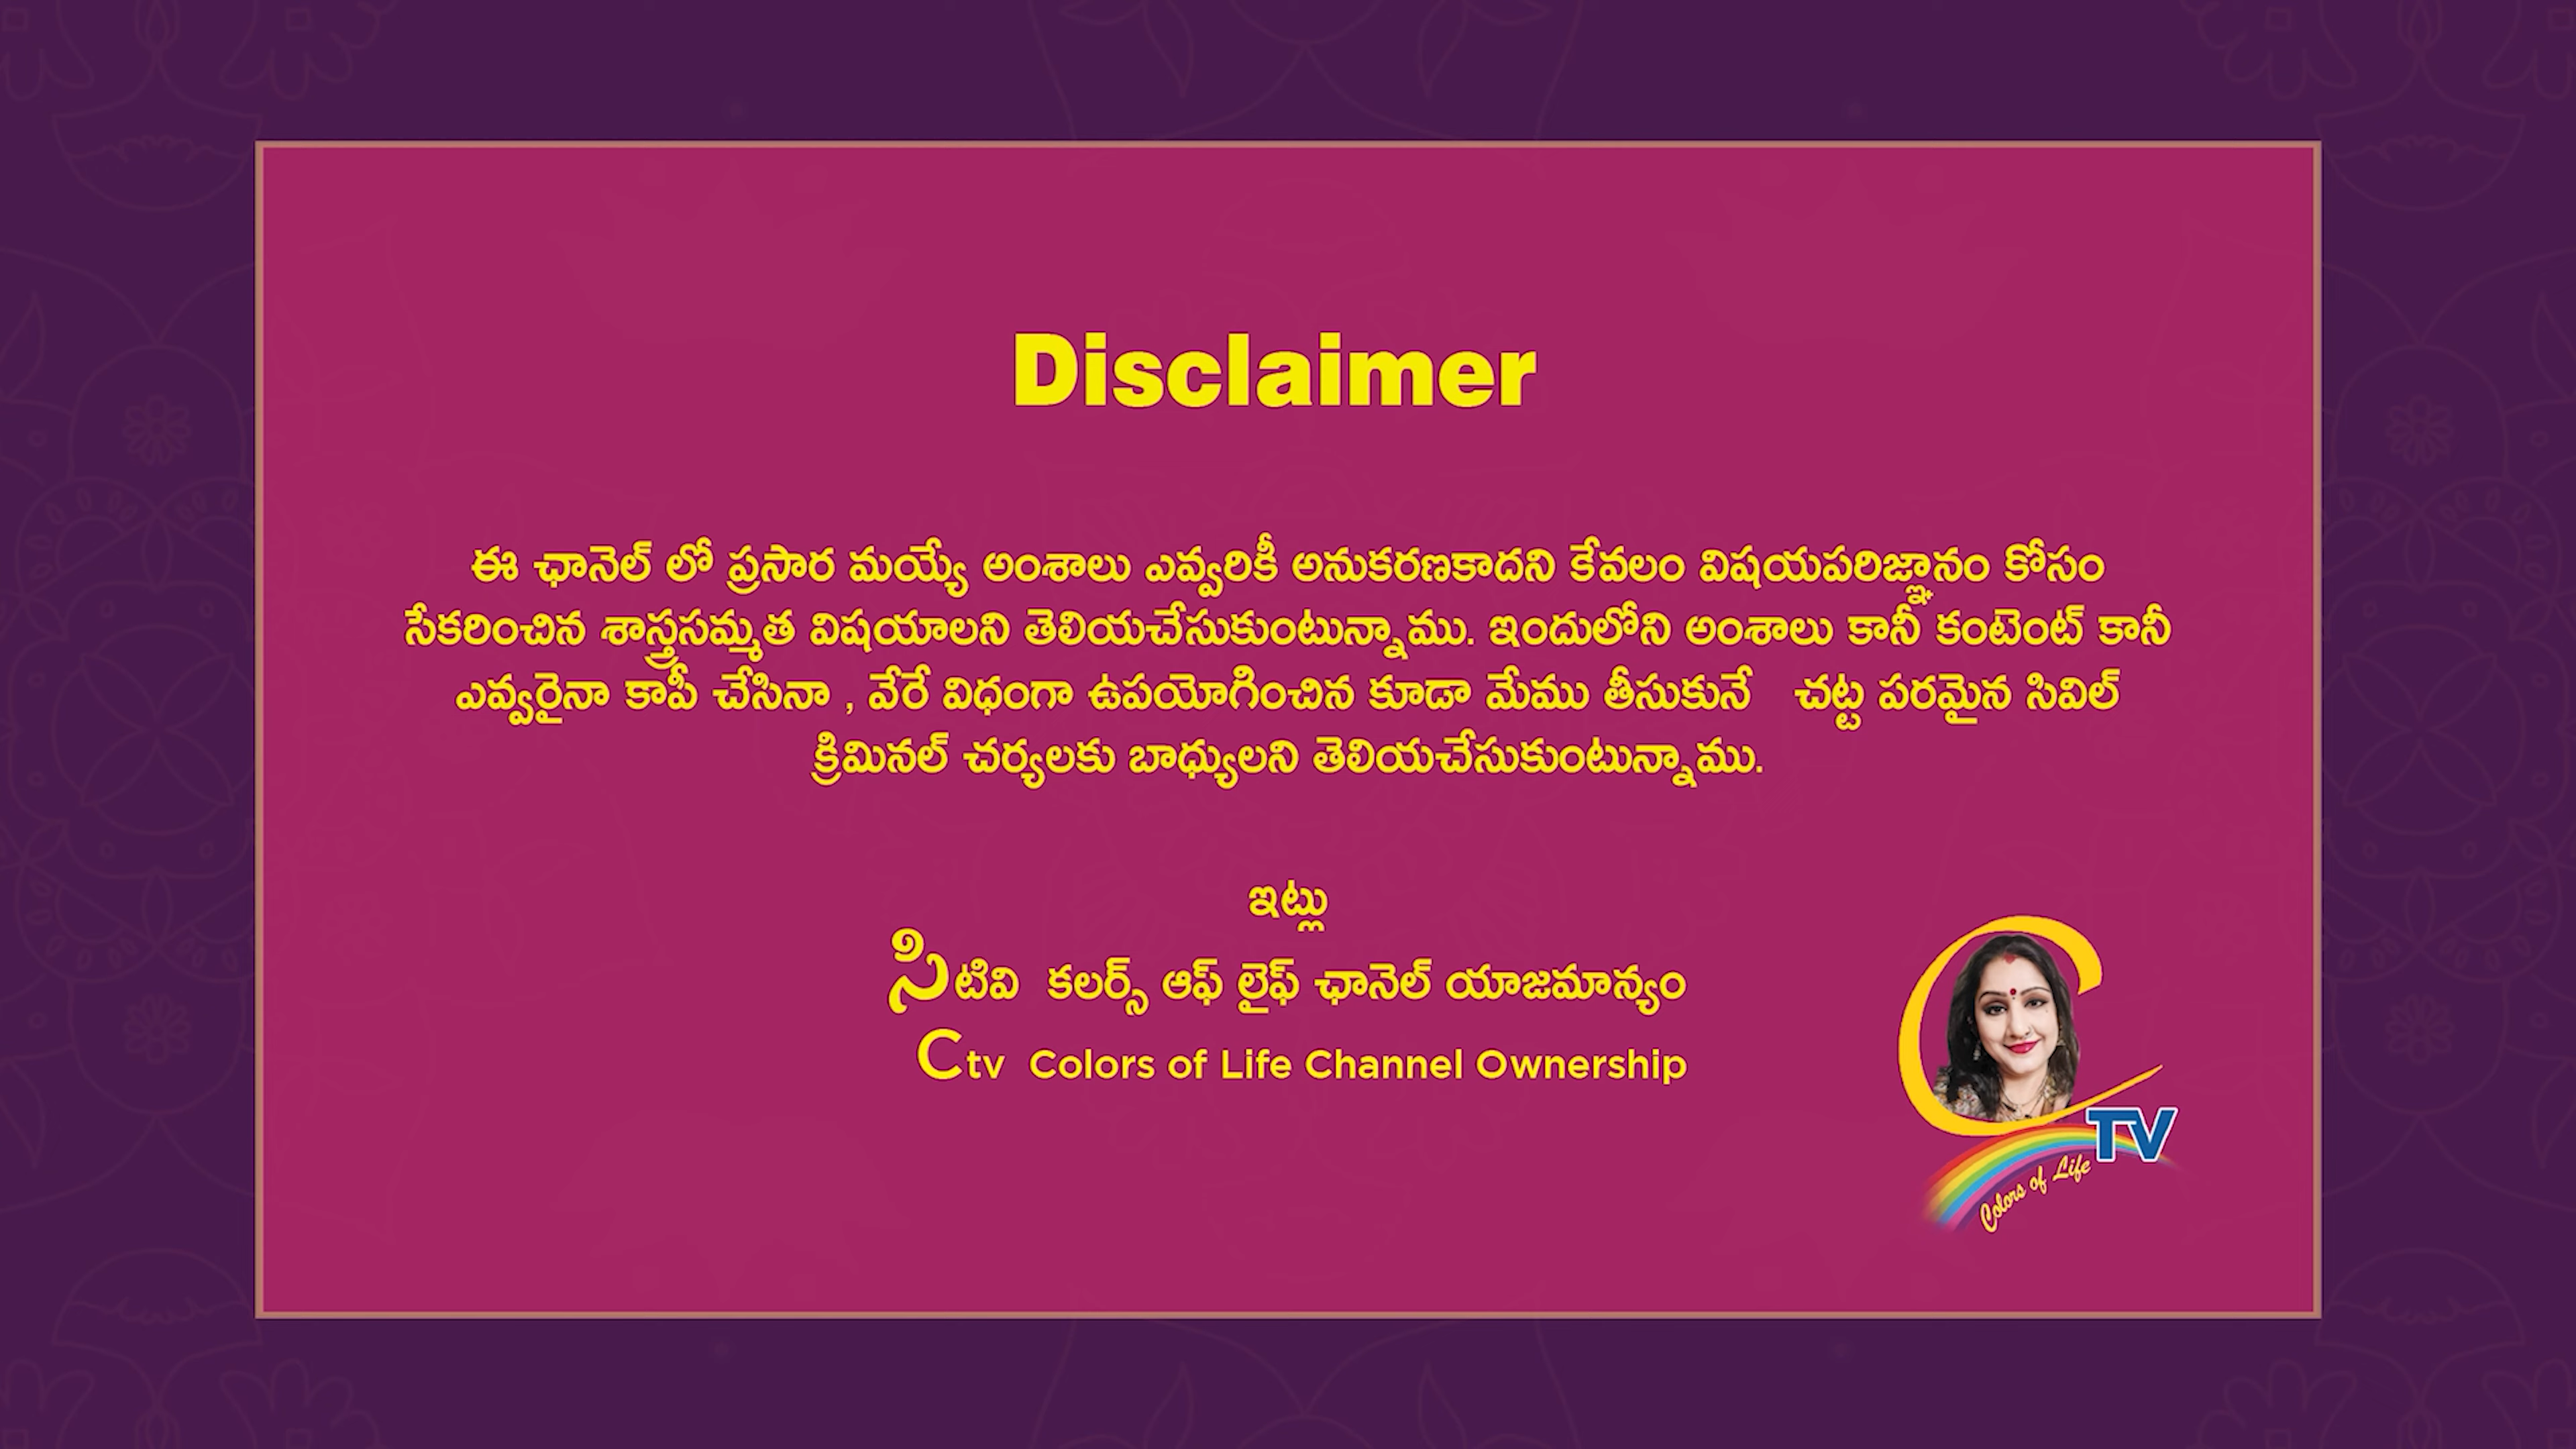 Disclaimer
ఈ ఛానెల్ లో ప్రసార మయ్యే అంశాలు ఎవ్వరికీ అనుకరణకాదని కేవలం విషయపరిజ్ఞానం కోసం
సేకరించిన శాస్త్రసమ్మత విషయాలని తెలియచేసుకుంటున్నాము. ఇందులోని అంశాలు కానీ కంటెంట్ కానీ
ఎవ్వరైనా కాపీ చేసినా , వేరే విధంగా ఉపయోగించిన కూడా మేము తీసుకునే చట్ట పరమైన సివిల్
క్రిమినల్ చర్యలకు బాధ్యులని తెలియచేసుకుంటున్నాము.
ఇట్లు
సిటివి కలర్స్ ఆఫ్ లైఫ్ ఛానెల్ యాజమాన్యం
Ctv Colors of Life Channel Ownership
C TV
Colors of Life